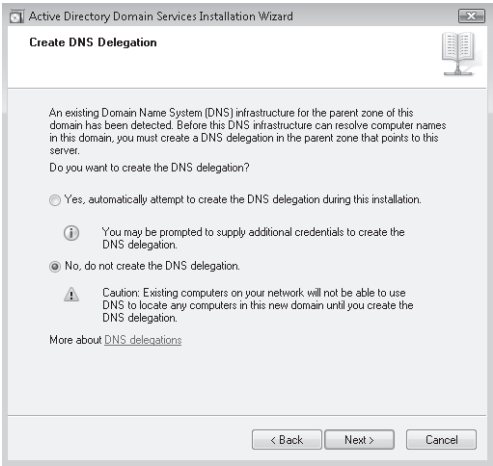 Active Directory Domain Services Installation Wizard
Create DNS Delegation
An existing Domain Name System (DNS) infrastructure for the parent zone of this
domain has been detected. Before this DNS infrastructure can resolve computer names
in this domain, you must create a DNS delegation in the parent zone that points to this
server.
Do you want to create the DNS delegation?
Yes, automatically attempt to create the DNS delegation during this installation.
You may be prompted to supply additional credentials to create the
DNS delegation.
No, do not create the DNS delegation.
Caution: Existing computers on your network will not be able to use
DNS to locate any computers in this new domain until you create the
DNS delegation.
More about DNS delegations
< Back Next > Cancel